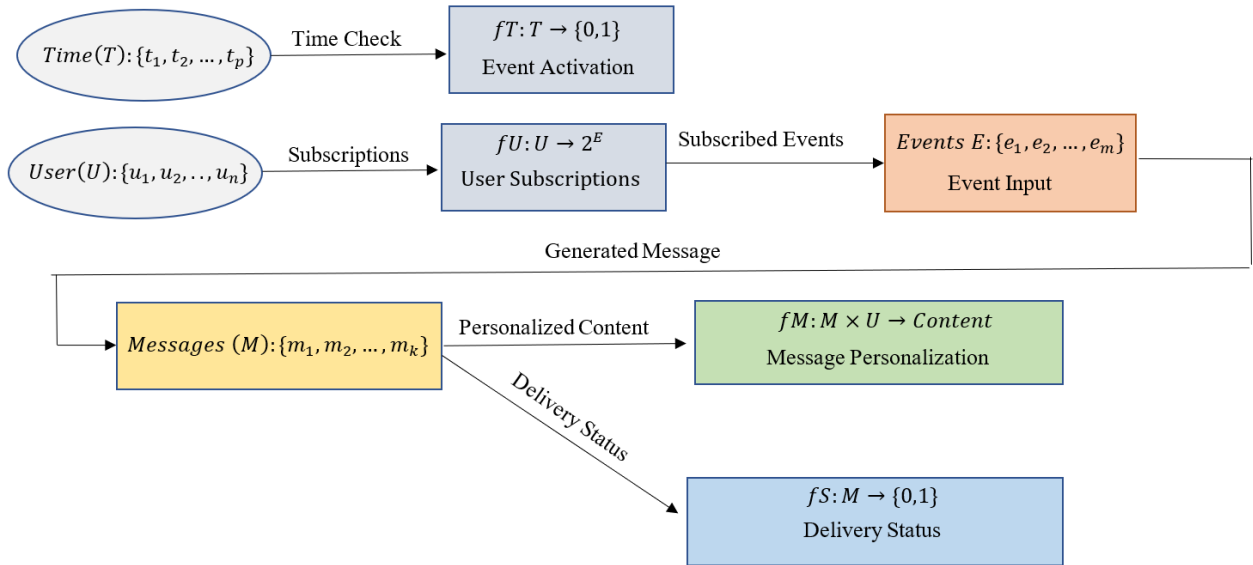 Time(T):{t₁, t₂, …, tₚ}
Time Check
fT: T → {0,1}
Event Activation
User(U):{u₁, u₂, .., uₙ}
Subscriptions
fU: U → 2ᴱ
User Subscriptions
Subscribed Events
Events E: {e₁, e₂, …, eₘ}
Event Input
Generated Message
Messages (M):{m₁, m₂, …, mₖ}
Personalized Content
fM: M × U → Content
Message Personalization
Delivery Status
fS: M → {0,1}
Delivery Status